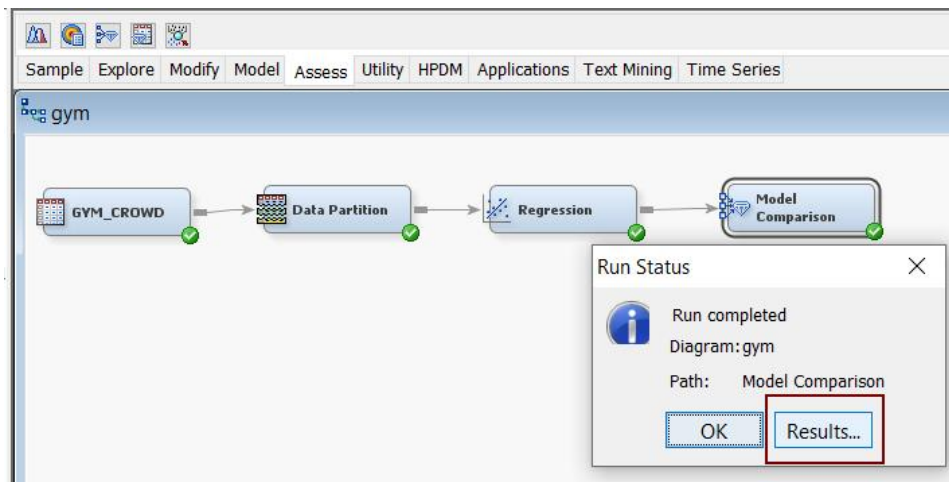 Sample Explore Modify Model Assess Utility HPDM Applications Text Mining Time Series
gym
GYM_CROWD
Data Partition
Regression
Model
Comparison
Run Status
Run completed
Diagram: gym
Path: Model Comparison
OK Results...